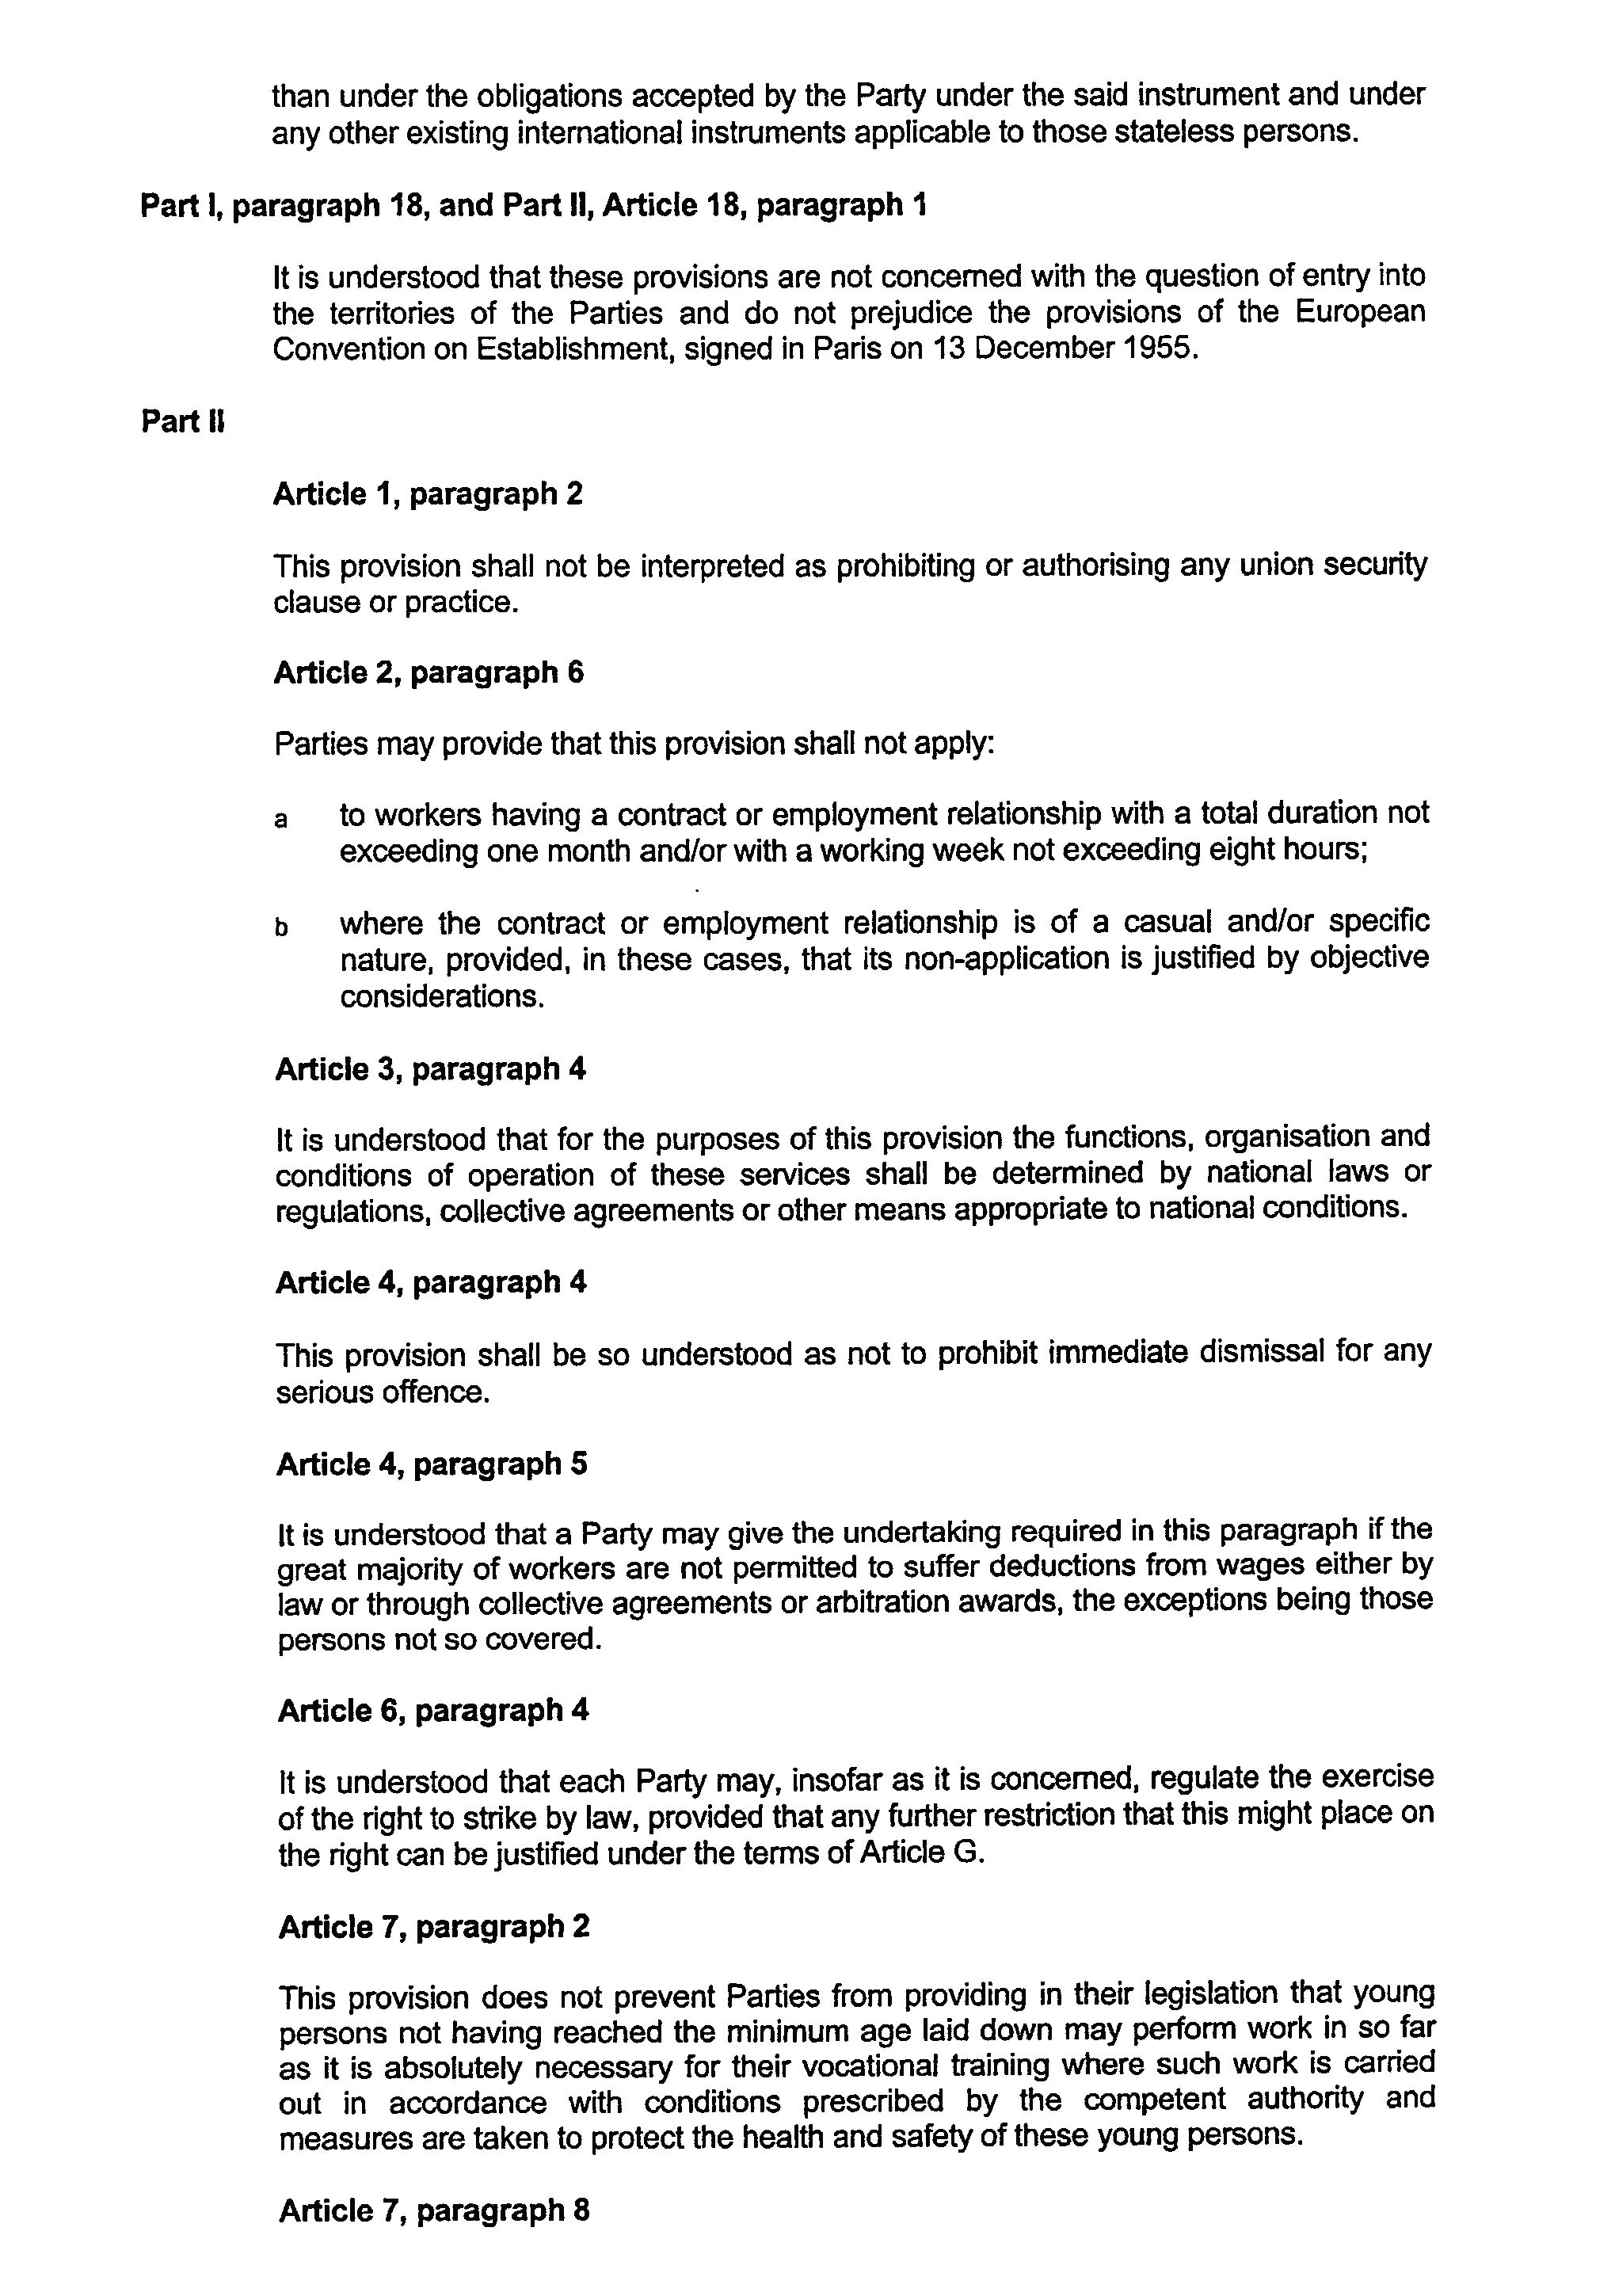 than under the obligations accepted by the Party under the said instrument and under
any other existing international instruments applicable to those stateless persons.
Part I, paragraph 18, and Part II, Article 18, paragraph 1
It is understood that these provisions are not concerned with the question of entry into
the territories of the Parties and do not prejudice the provisions of the European
Convention on Establishment, signed in Paris on 13 December 1955.
Part II
Article 1, paragraph 2
This provision shall not be interpreted as prohibiting or authorising any union security
clause or practice.
Article 2, paragraph 6
Parties may provide that this provision shall not apply:
a to workers having a contract or employment relationship with a total duration not
exceeding one month and/or with a working week not exceeding eight hours;
b where the contract or employment relationship is of a casual and/or specific
nature, provided, in these cases, that its non-application is justified by objective
considerations.
Article 3, paragraph 4
It is understood that for the purposes of this provision the functions, organisation and
conditions of operation of these services shall be determined by national laws or
regulations, collective agreements or other means appropriate to national conditions.
Article 4, paragraph 4
This provision shall be so understood as not to prohibit immediate dismissal for any
serious offence.
Article 4, paragraph 5
It is understood that a Party may give the undertaking required in this paragraph if the
great majority of workers are not permitted to suffer deductions from wages either by
law or through collective agreements or arbitration awards, the exceptions being those
persons not so covered.
Article 6, paragraph 4
It is understood that each Party may, insofar as it is concerned, regulate the exercise
of the right to strike by law, provided that any further restriction that this might place on
the right can be justified under the terms of Article G.
Article 7, paragraph 2
This provision does not prevent Parties from providing in their legislation that young
persons not having reached the minimum age laid down may perform work in so far
as it is absolutely necessary for their vocational training where such work is carried
out in accordance with conditions prescribed by the competent authority and
measures are taken to protect the health and safety of these young persons.
Article 7, paragraph 8